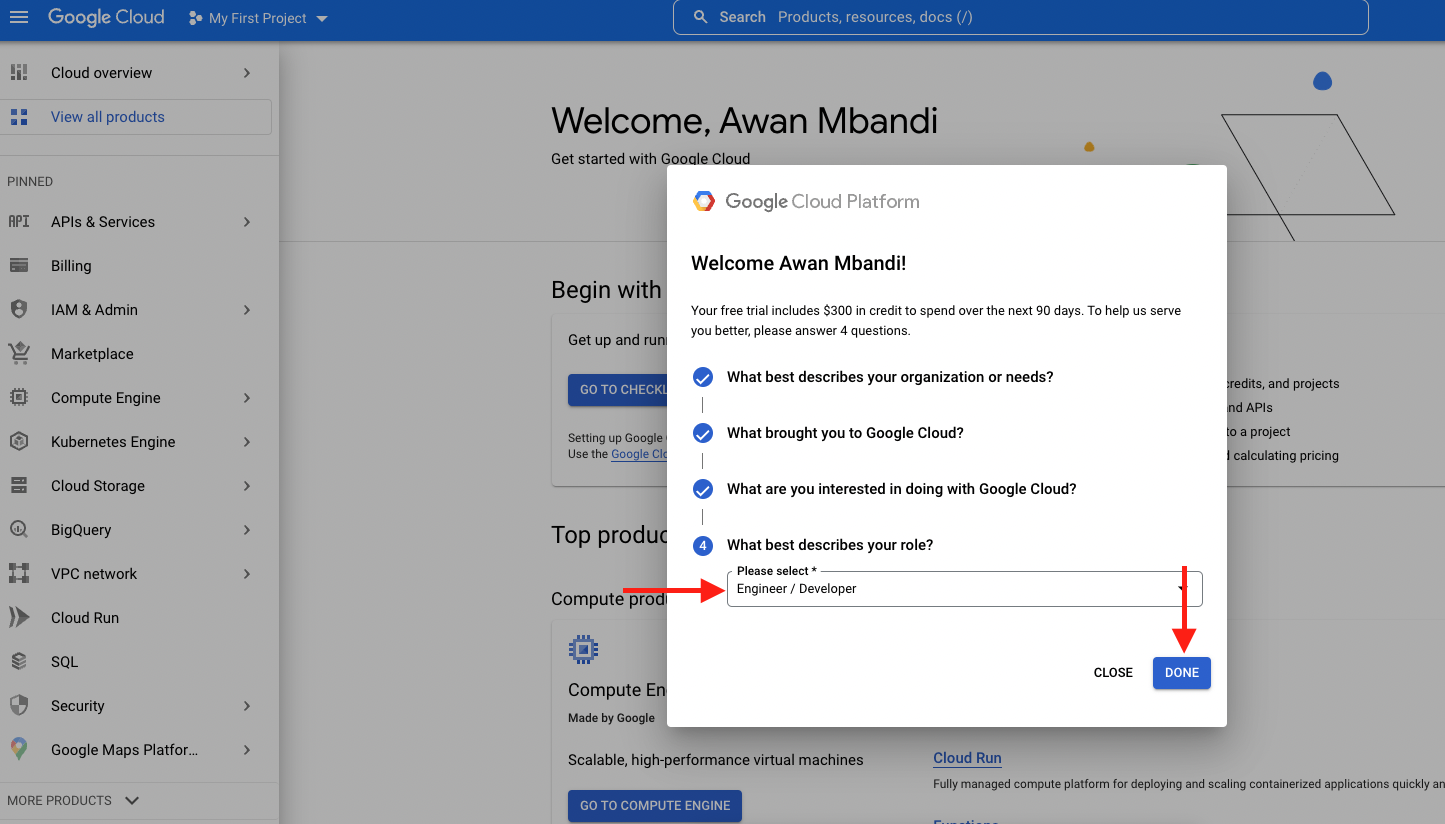 Google Cloud
My First Project
Search Products, resources, docs (/)
Cloud overview
View all products
PINNED
API APIs & Services
Billing
IAM & Admin
Marketplace
Compute Engine
Kubernetes Engine
Cloud Storage
BigQuery
VPC network
Cloud Run
SQL
Security
Google Maps Platfor...
MORE PRODUCTS
Welcome, Awan Mbandi
Get started with Google Cloud
Begin with
Get up and run
GO TO CHECKL
Setting up Google
Use the Google Clo
credits, and projects
and APIs
to a project
calculating pricing
Top produc
Compute produ
Compute En
Made by Google
Scalable, high-performance virtual machines
GO TO COMPUTE ENGINE
Cloud Run
Fully managed compute platform for deploying and scaling containerized applications quickly an
Functions
Google Cloud Platform
Welcome Awan Mbandi!
Your free trial includes $300 in credit to spend over the next 90 days. To help us serve
you better, please answer 4 questions.
What best describes your organization or needs?
What brought you to Google Cloud?
What are you interested in doing with Google Cloud?
4 What best describes your role?
Please select *
Engineer / Developer
CLOSE
DONE